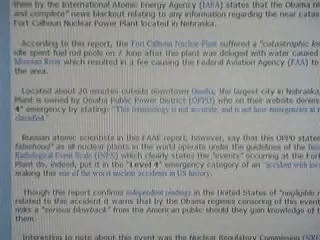 them by the International Atomic Energy Agency (IAEA) states that the Obama re
and complete" news blackout relating to any information regarding the near catas
Fort Calhoun Nuclear Power Plant located in Nebraska.
According to this report, the Fort Calhoun Nuclear Plant suffered a "catastrophic
site spent fuel rod pools on 7 June after this plant was deluged with water caused
Missouri River which resulted in a fire causing the Federal Aviation Agency (FAA) to
the area.
Located about 20 minutes outside downtown Omaha, the largest city in Nebraska,
Plant is owned by Omaha Public Power District (OPPD) who on their website denies
4" emergency by stating: "This terminology is not accurate, and is not how emergencies at
classified."
Russian atomic scientists in this FAAE report, however, say that this OPPD state
falsehood" as all nuclear plants in the world operate under the guidelines of the
Radiological Event Scale (INES) which clearly states the "events" occurring at the Fort
Plant do, indeed, put it in the "Level 4" emergency category of an "accident with
making this one of the worst nuclear accidents in US history.
Though this report confirms independent readings in the United States of "negligible
related to this accident it warns that by the Obama regimes censoring of this event
risks a "serious blowback" from the American public should they gain knowledge of t
them.
Interesting to note about this event was the Nuclear Regulatory Commission